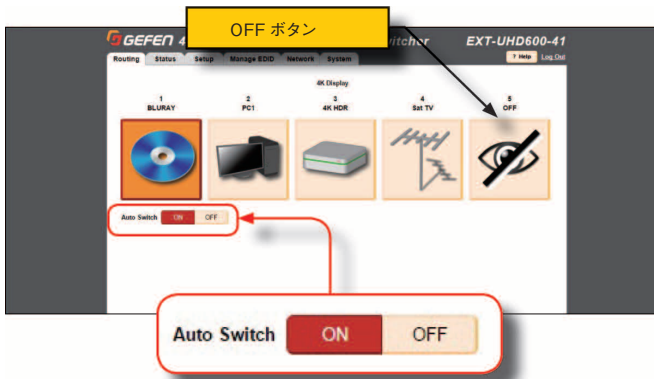 OFF ボタン
GEFEN 4
witcher
EXT-UHD600-41
Routing Status Setup Manage EDID Network System
? Help Log Out
4K Display
1 2 3 4 5
BLURAY PC1 4K HDR Sat TV OFF
Auto Switch ON OFF
Auto Switch ON OFF